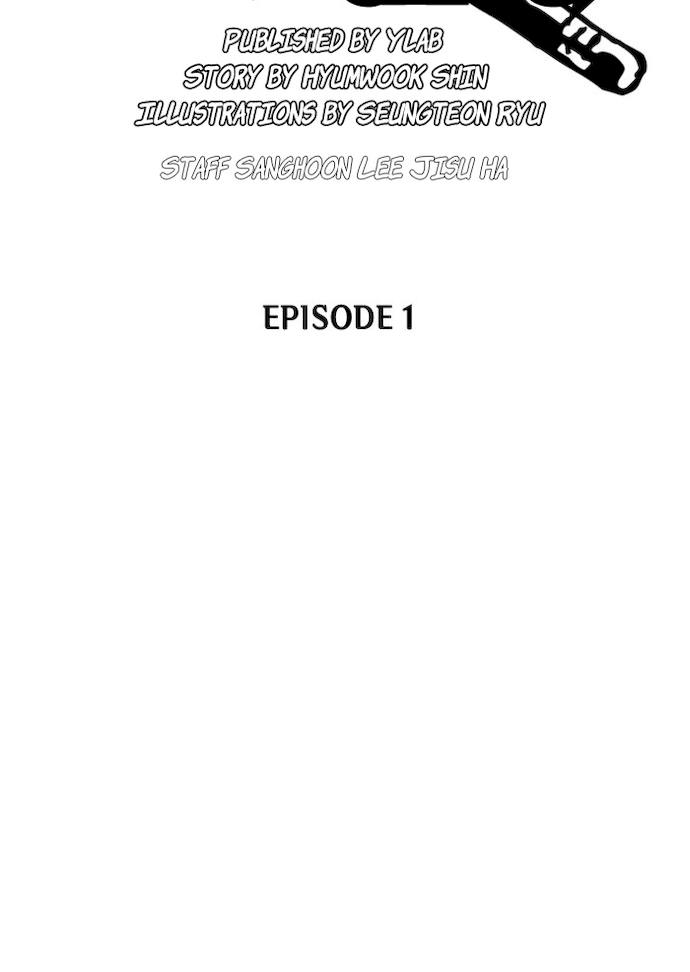 PUBLISHED BY YLAB
STORY BY HYUMWOOK SHIN
ILLUSTRATIONS BY SEUNGTEON RYU
STAFF SANGHOON LEE JISU HA
EPISODE 1